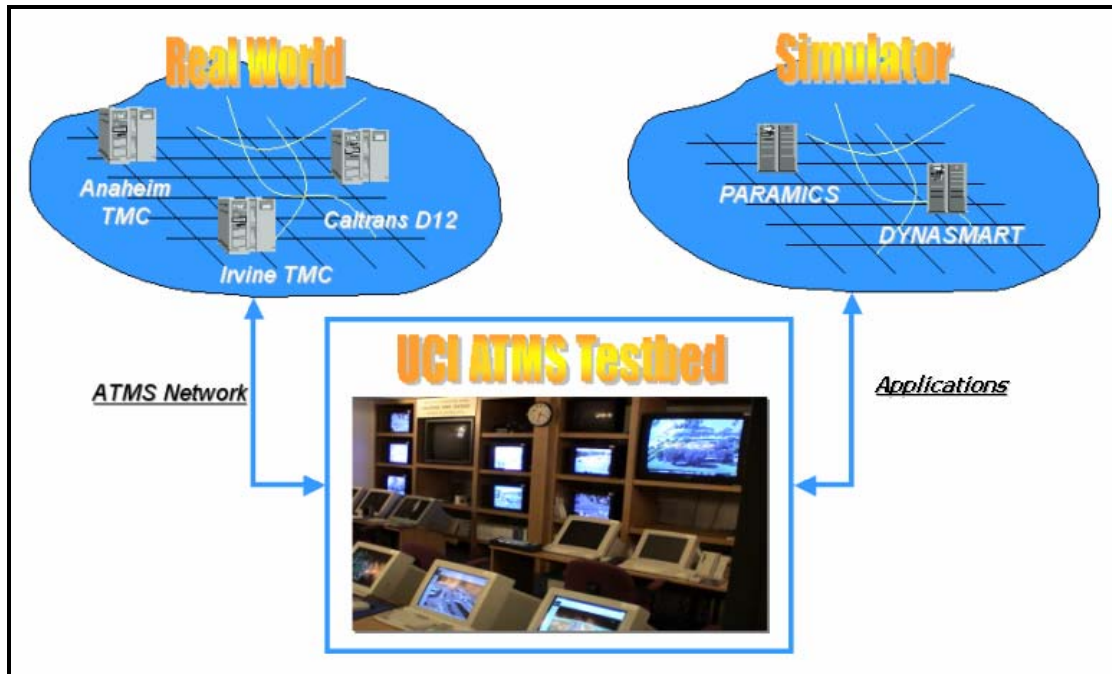 Real World
Simulator
Anaheim
TMC
Caltrans D12
Irvine TMC
PARAMICS
DYNASMART
UCI ATMS Testbed
ATMS Network
Applications